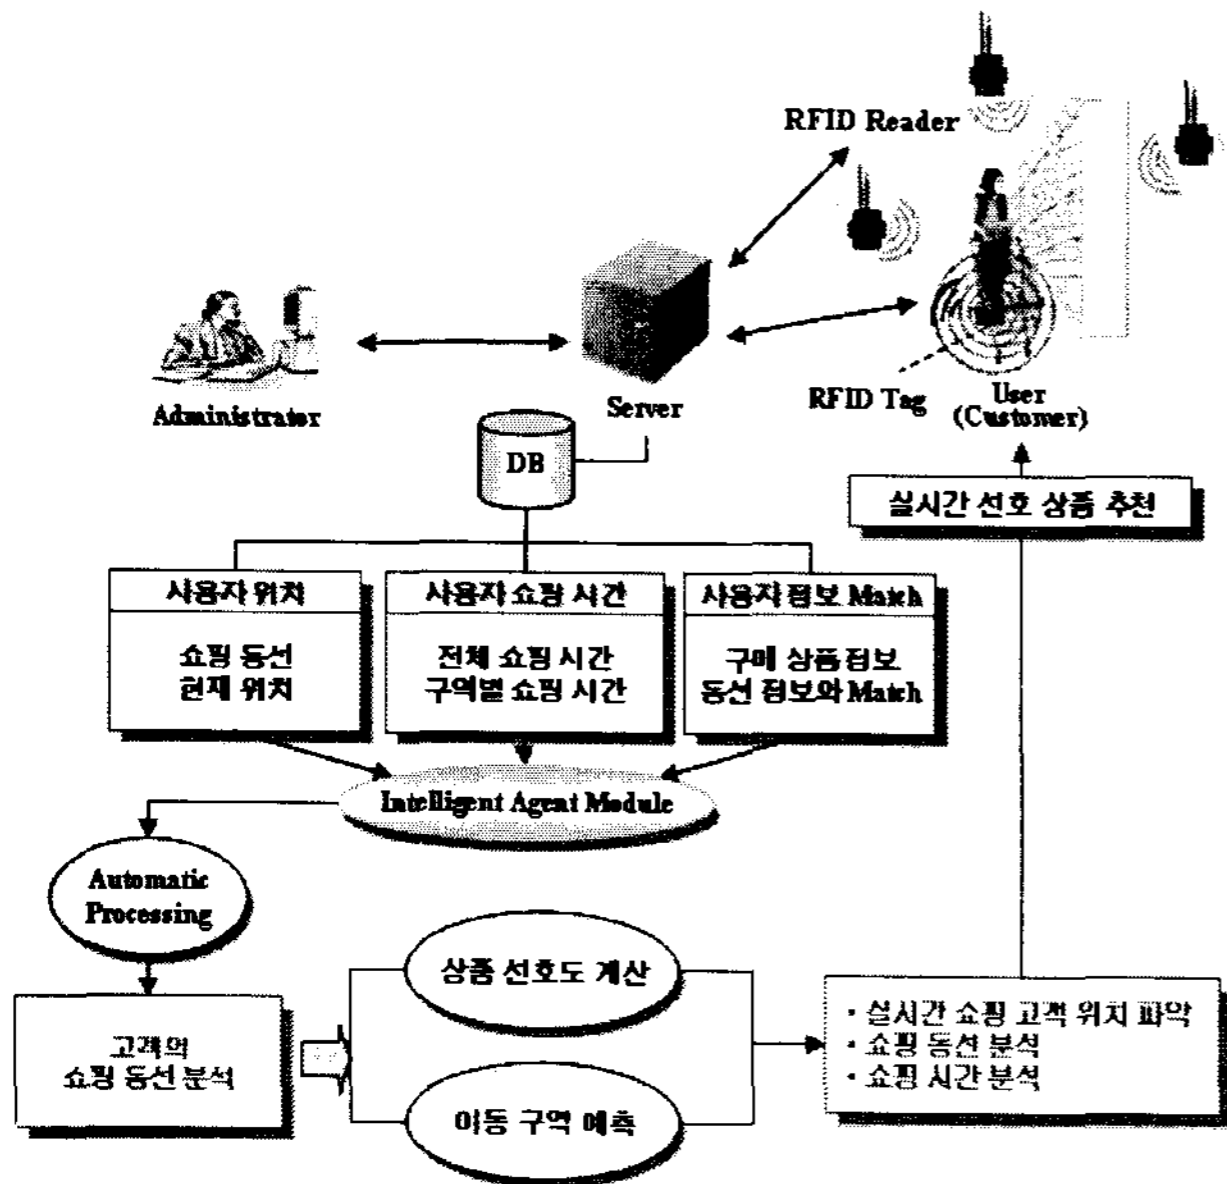 RFID Reader
Administrator
Server
RFID Tag
User
(Customer)
DB
실시간 선호 상품 추천
사용자 위치
쇼핑 동선
현재 위치
사용자 쇼핑 시간
전체 쇼핑 시간
구역별 쇼핑 시간
사용자 정보 Match
구매 상품 정보
동선 정보와 Match
Intelligent Agent Module
Automatic
Processing
고객의
쇼핑 동선 분석
상품 선호도 계산
이동 구역 예측
· 실시간 쇼핑 고객 위치 파악
· 쇼핑 동선 분석
· 쇼핑 시간 분석